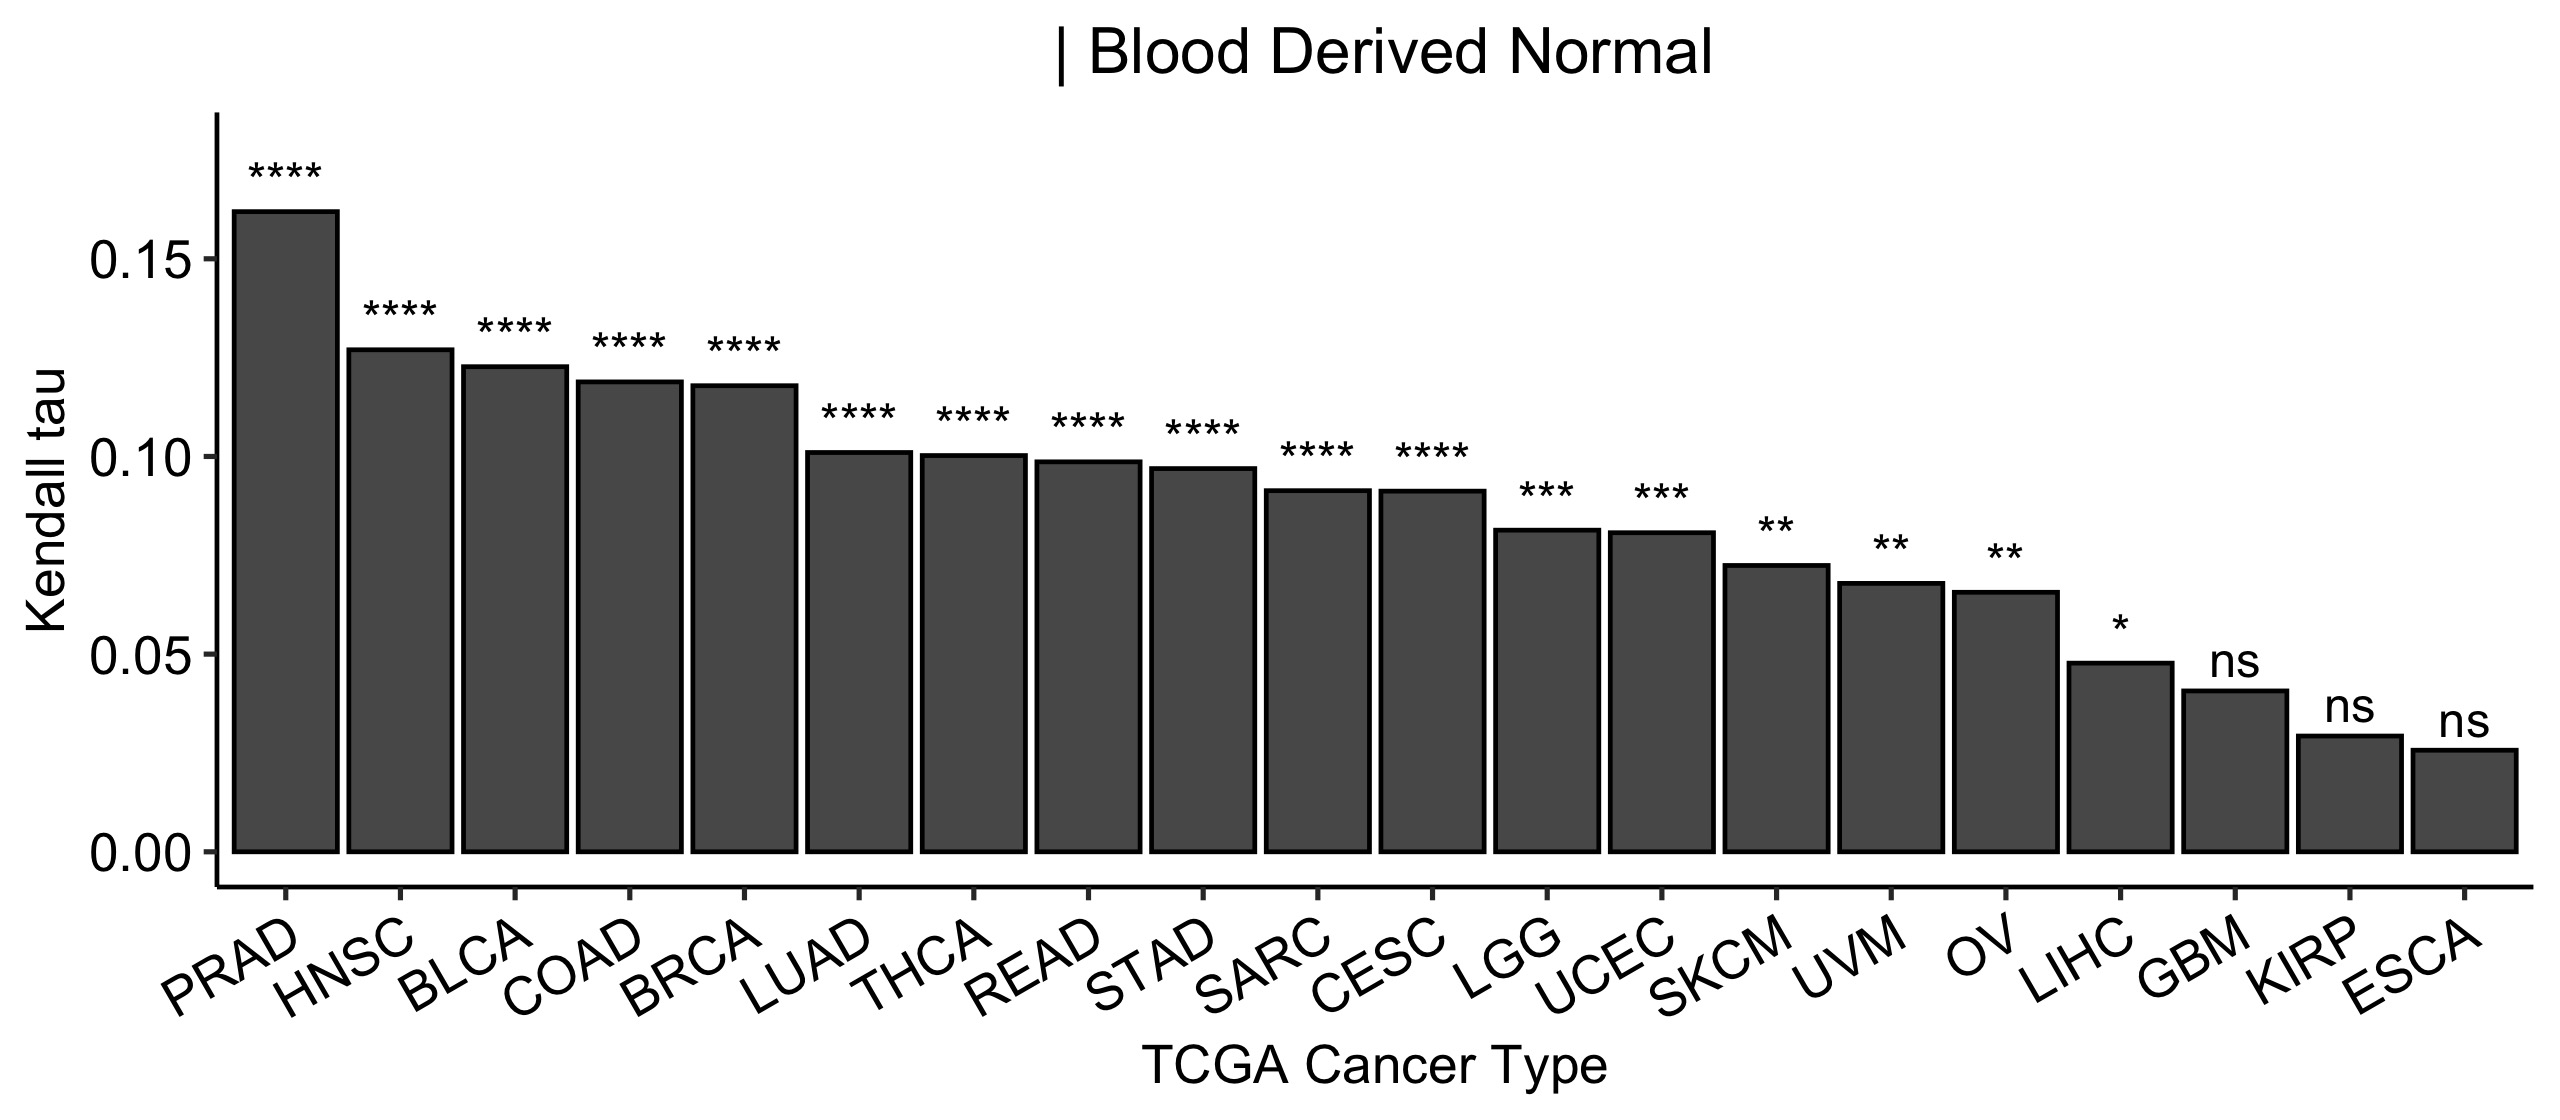 | Blood Derived Normal
Kendall tau
0.15
0.10
0.05
0.00
**** **** **** **** **** **** **** **** **** **** **** *** *** ** ** ** * ns ns ns
PRAD HNSC BLCA COAD BRCA LUAD THCA READ STAD SARC CESC LGG UCEC SKCM UVM OV LIHC GBM KIRP ESCA
TCGA Cancer Type